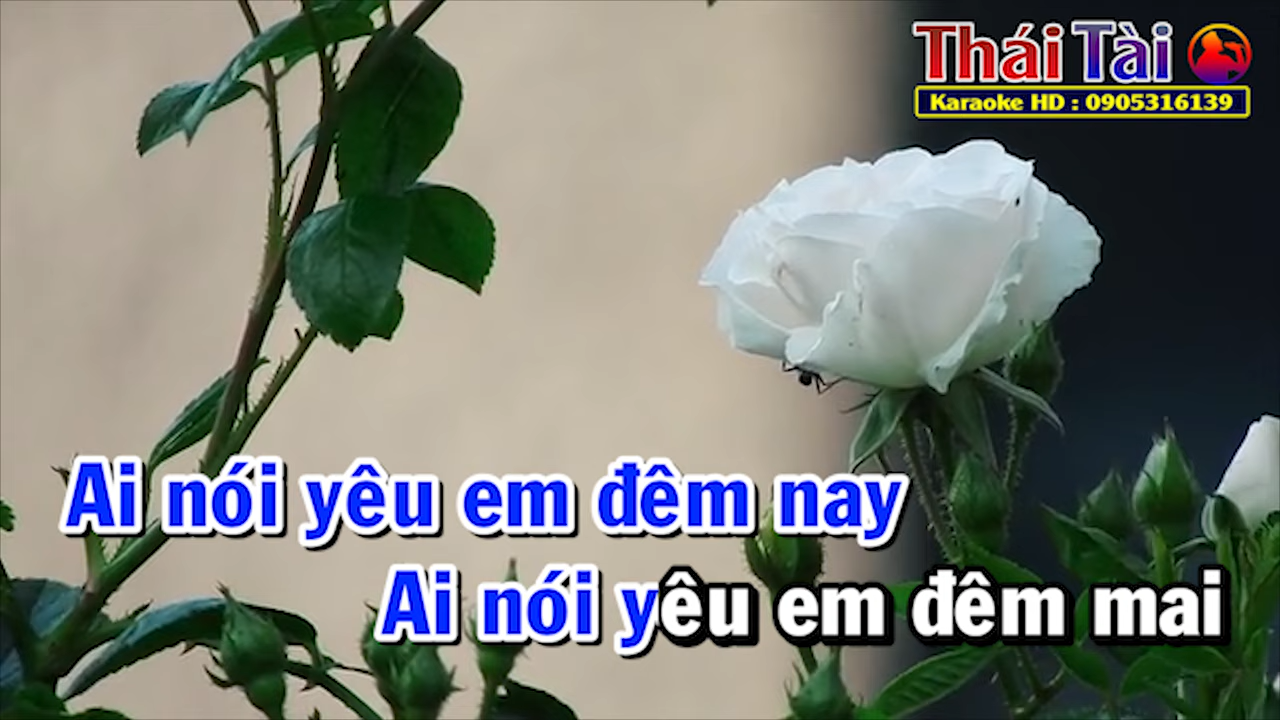 Thái Tài
Karaoke HD : 0905316139
Ai nói yêu em đêm nay
Ai nói yêu em đêm mai